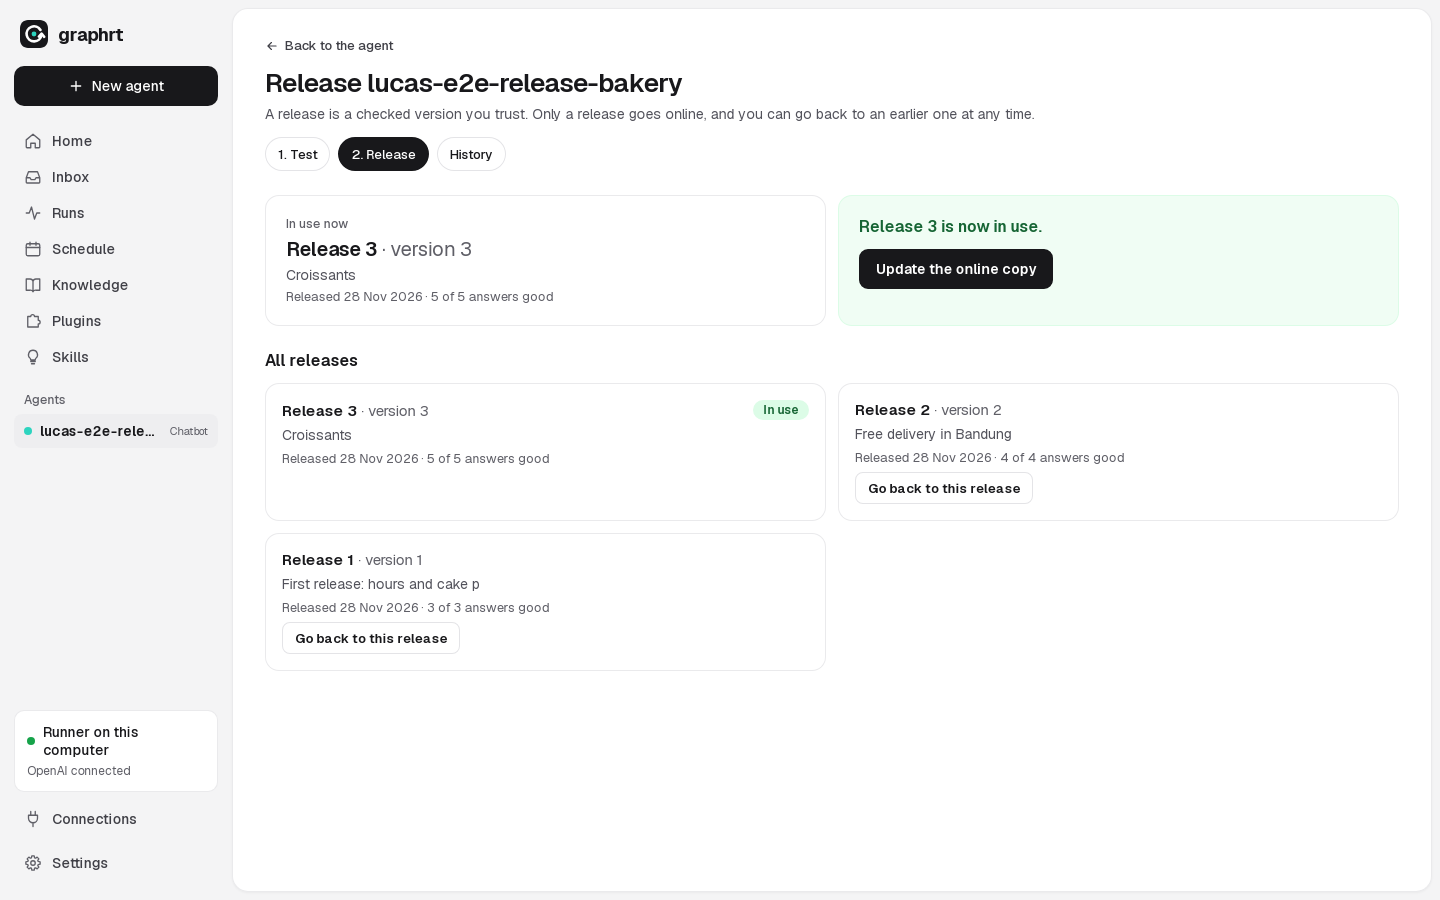 graphrt
New agent
Home
Inbox
Runs
Schedule
Knowledge
Plugins
Skills
Agents
lucas-e2e-rele... Chatbot
Runner on this
computer
OpenAI connected
Connections
Settings
← Back to the agent
Release lucas-e2e-release-bakery
A release is a checked version you trust. Only a release goes online, and you can go back to an earlier one at any time.
1. Test
2. Release
History
In use now
Release 3 · version 3
Croissants
Released 28 Nov 2026 · 5 of 5 answers good
Release 3 is now in use.
Update the online copy
All releases
Release 3 · version 3
In use
Croissants
Released 28 Nov 2026 · 5 of 5 answers good
Release 2 · version 2
Free delivery in Bandung
Released 28 Nov 2026 · 4 of 4 answers good
Go back to this release
Release 1 · version 1
First release: hours and cake p
Released 28 Nov 2026 · 3 of 3 answers good
Go back to this release